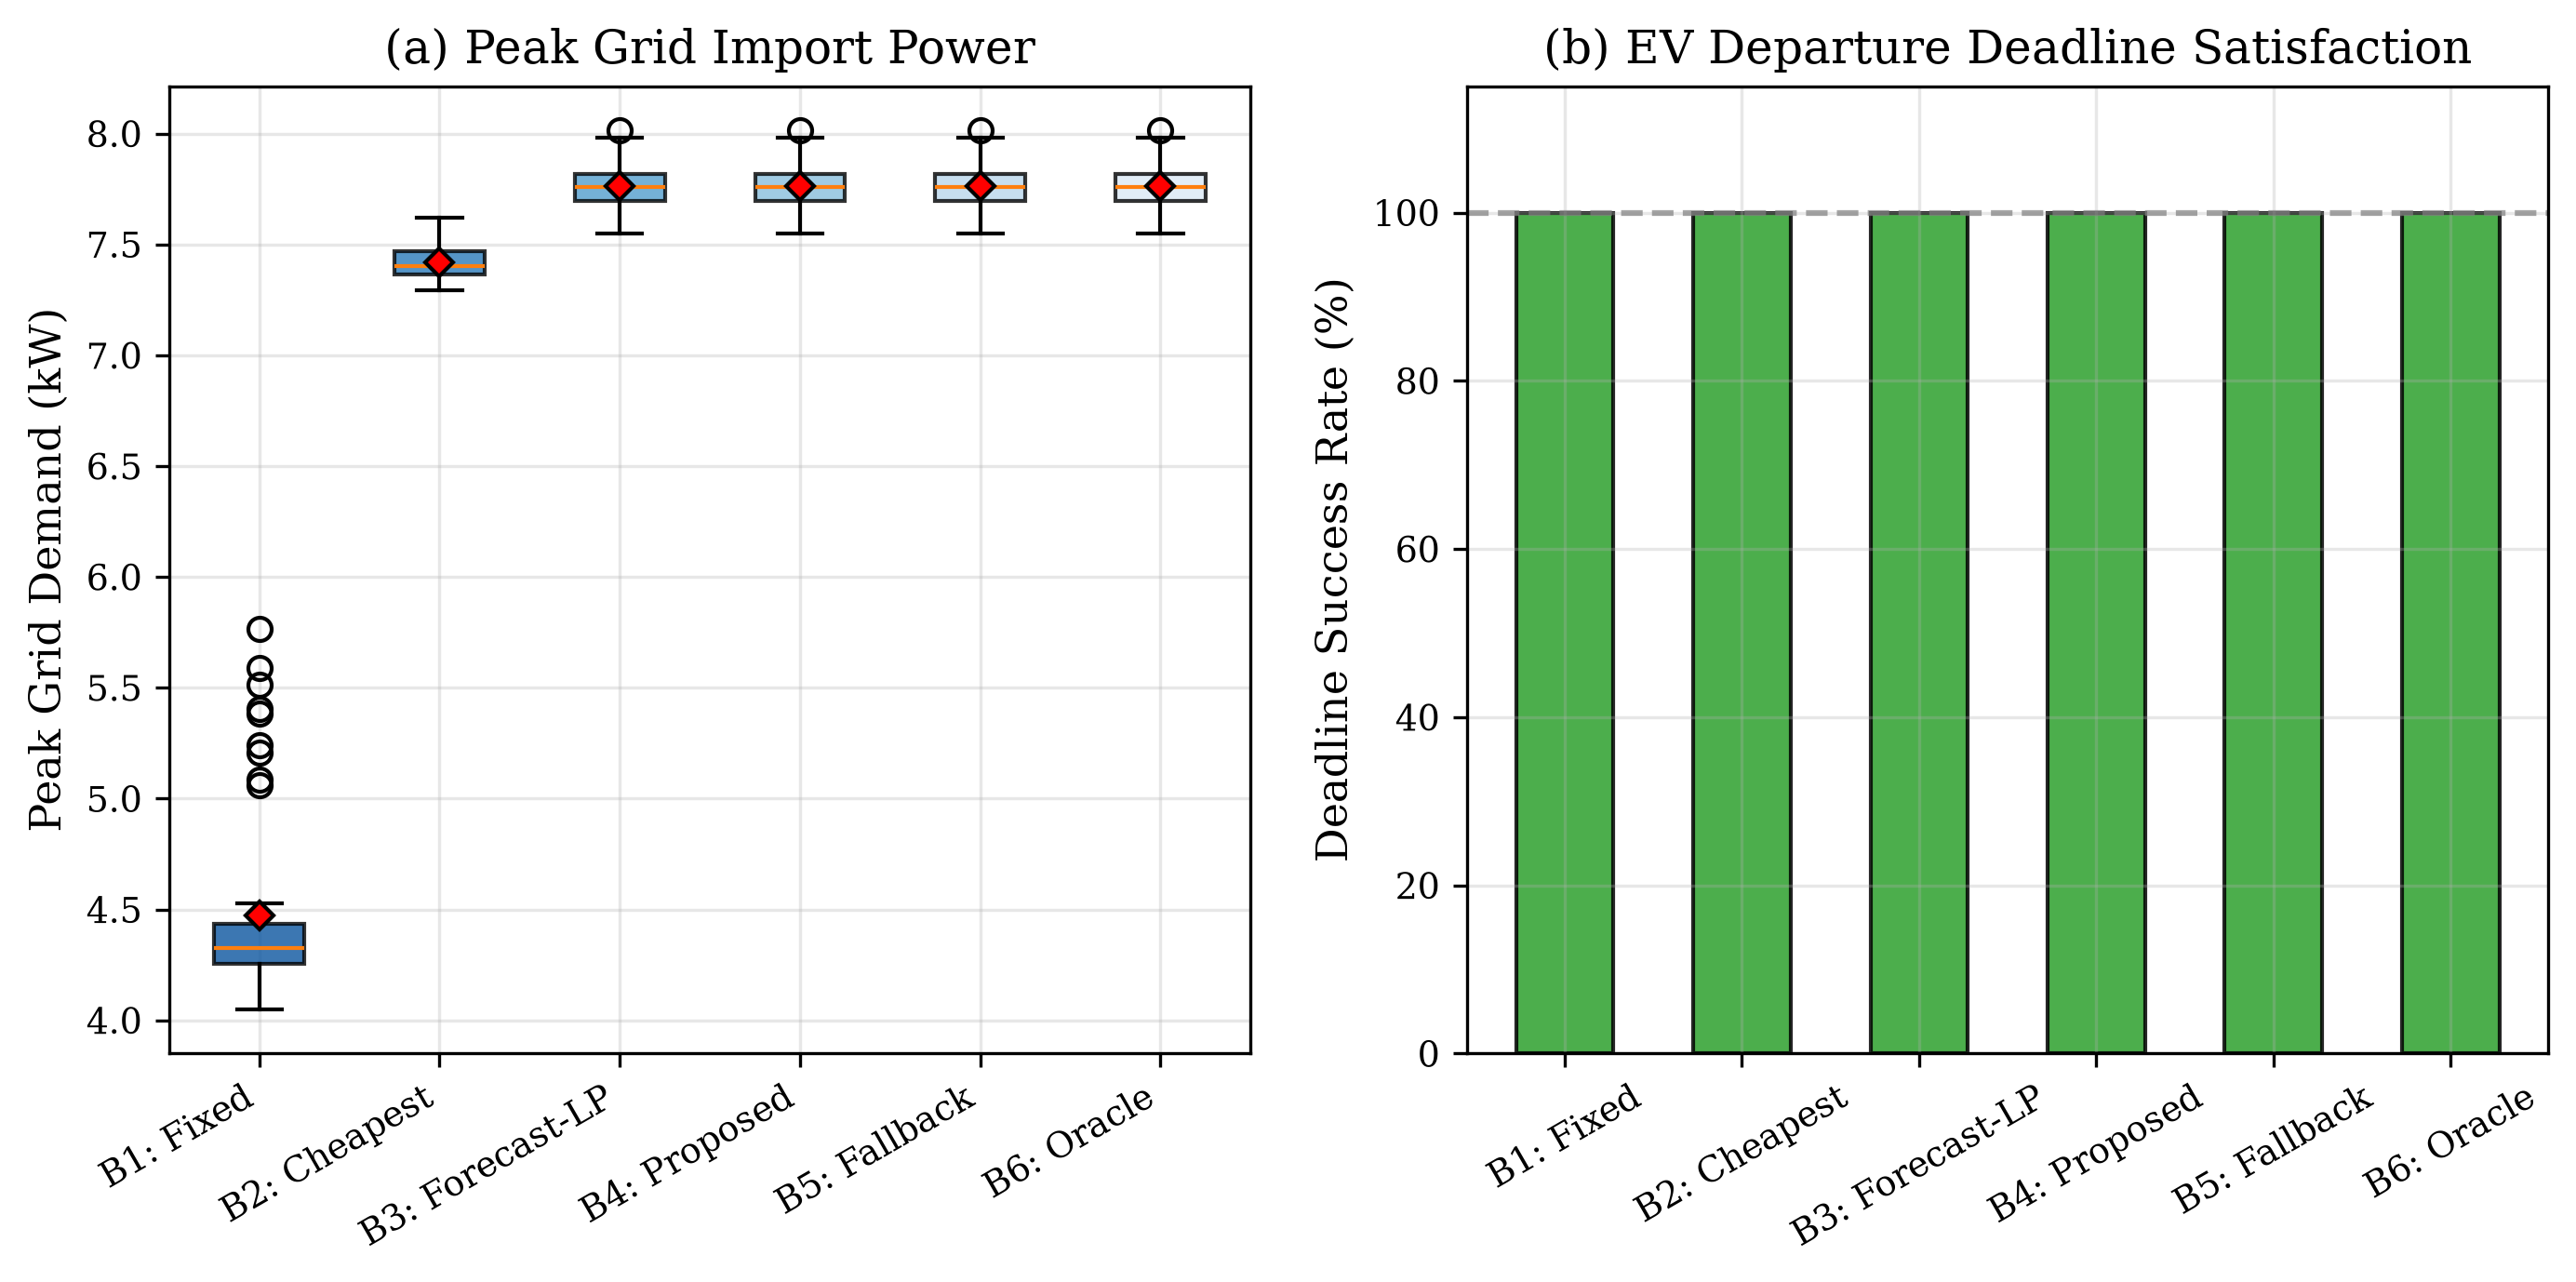 (a) Peak Grid Import Power
Peak Grid Demand (kW)
8.0
7.5
7.0
6.5
6.0
5.5
5.0
4.5
4.0
B1: Fixed
B2: Cheapest
B3: Forecast-LP
B4: Proposed
B5: Fallback
B6: Oracle
(b) EV Departure Deadline Satisfaction
Deadline Success Rate (%)
100
80
60
40
20
0
B1: Fixed
B2: Cheapest
B3: Forecast-LP
B4: Proposed
B5: Fallback
B6: Oracle